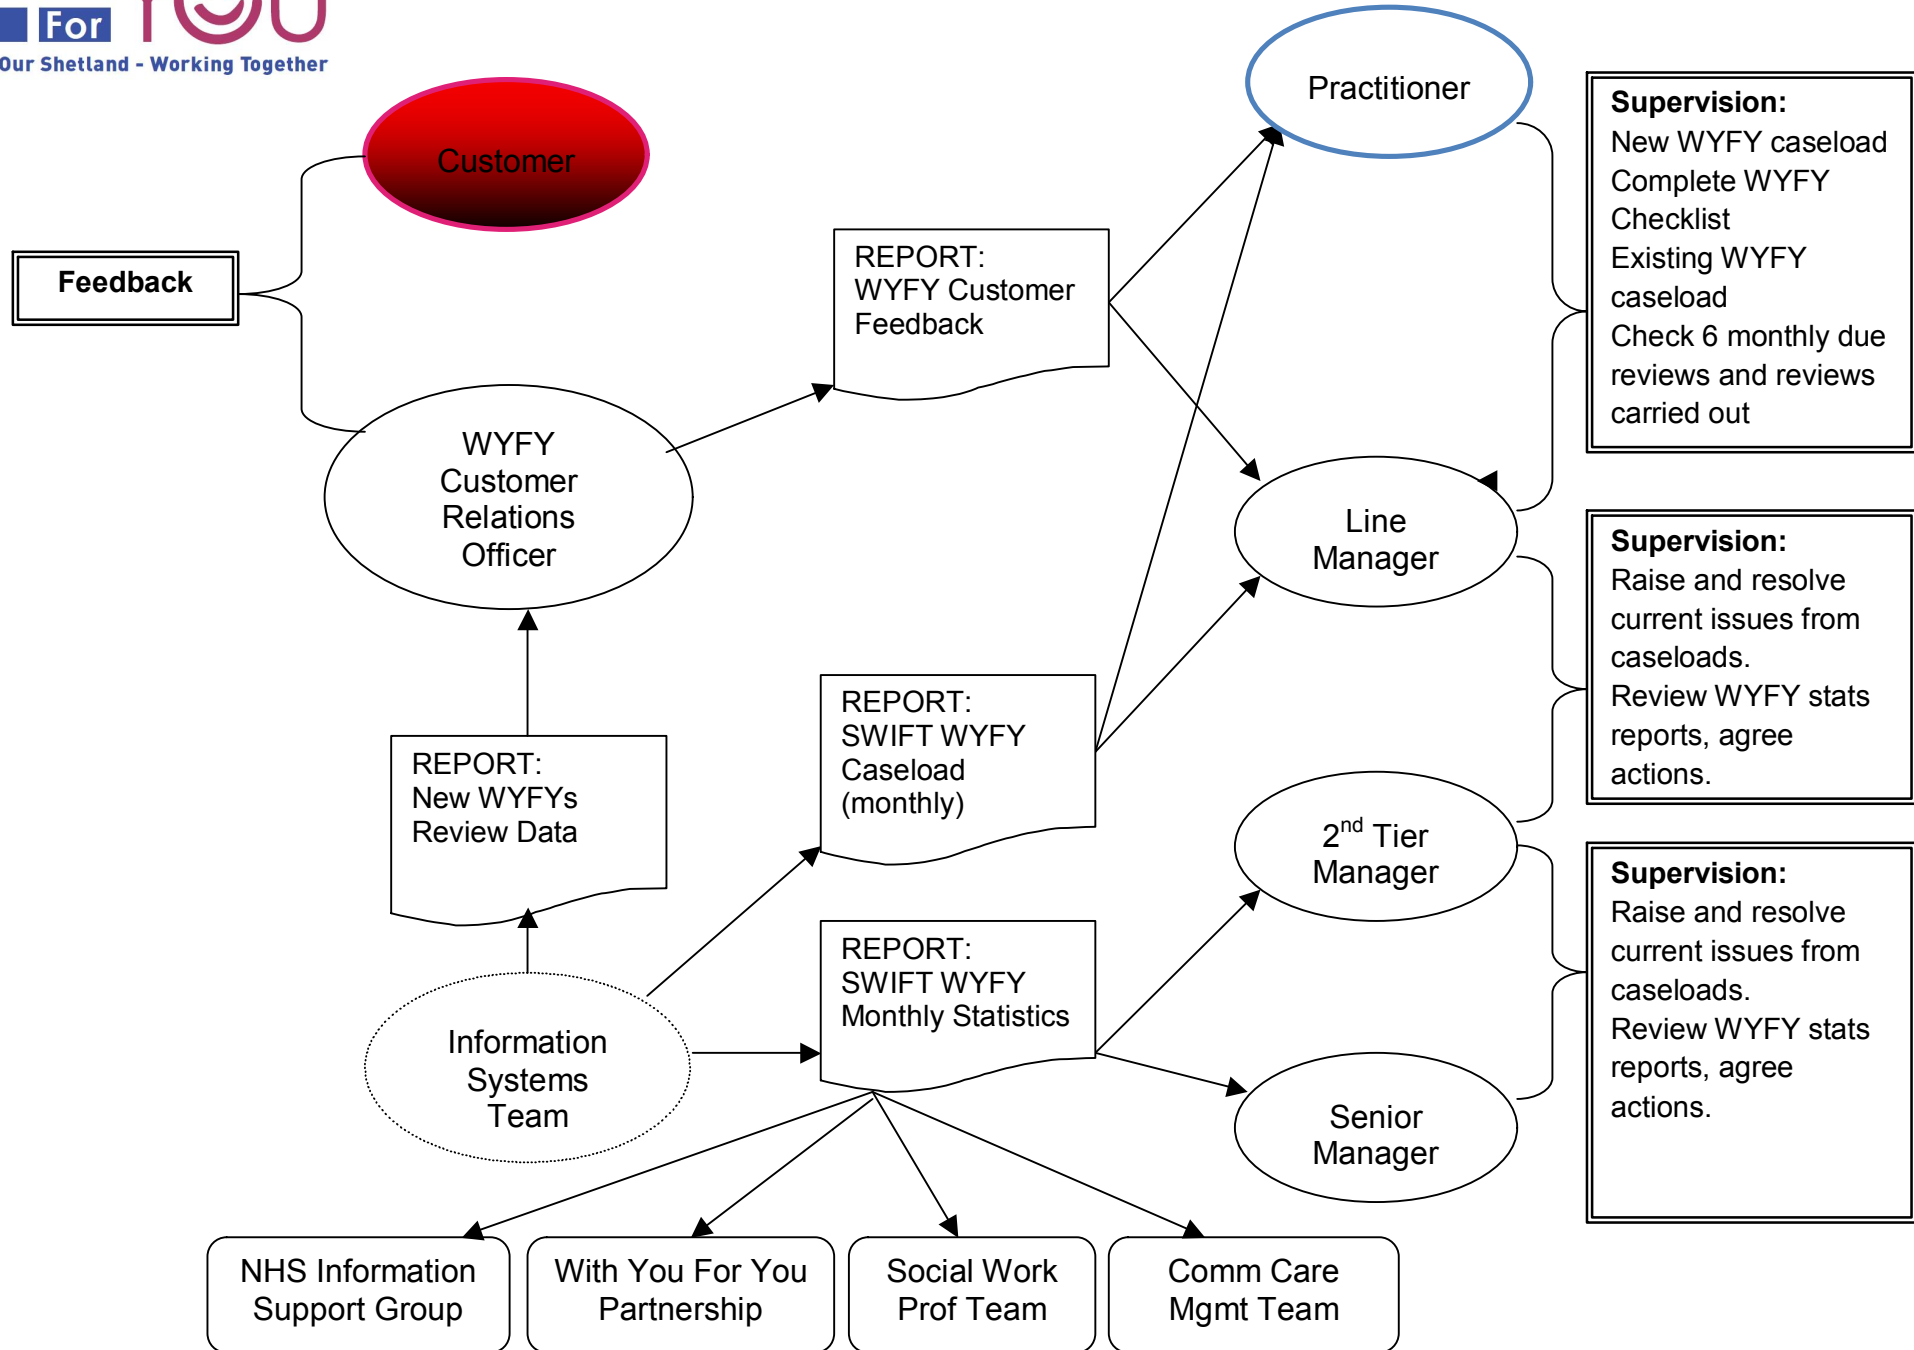 For YOU
Our Shetland - Working Together
Customer
Practitioner
Feedback
REPORT:
WYFY Customer
Feedback
Supervision:
New WYFY caseload
Complete WYFY
Checklist
Existing WYFY
caseload
Check 6 monthly due
reviews and reviews
carried out
WYFY
Customer
Relations
Officer
Line
Manager
Supervision:
Raise and resolve
current issues from
caseloads.
Review WYFY stats
reports, agree
actions.
REPORT:
New WYFYs
Review Data
REPORT:
SWIFT WYFY
Caseload
(monthly)
2nd Tier
Manager
Supervision:
Raise and resolve
current issues from
caseloads.
Review WYFY stats
reports, agree
actions.
REPORT:
SWIFT WYFY
Monthly Statistics
Information
Systems
Team
Senior
Manager
NHS Information
Support Group
With You For You
Partnership
Social Work
Prof Team
Comm Care
Mgmt Team